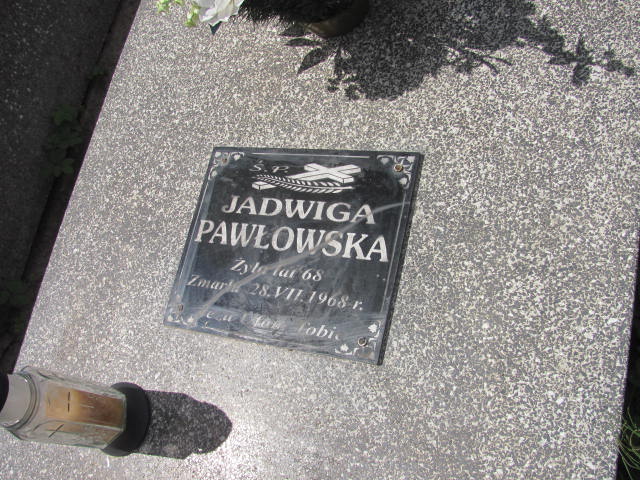 Ś.P.
JADWIGA
PAWŁOWSKA
Żyła lat 68
Zmarła 28.VII.1968 r.